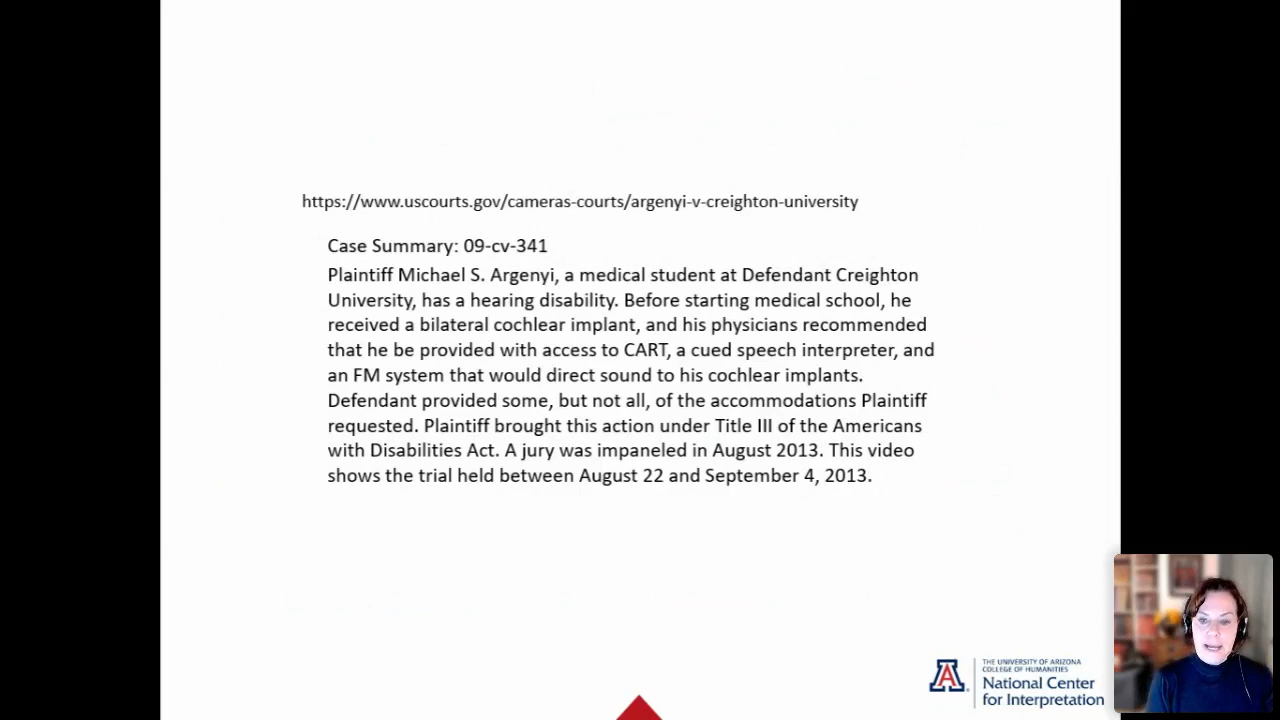 https://www.uscourts.gov/cameras-courts/argenyi-v-creighton-university
Case Summary: 09-cv-341
Plaintiff Michael S. Argenyi, a medical student at Defendant Creighton
University, has a hearing disability. Before starting medical school, he
received a bilateral cochlear implant, and his physicians recommended
that he be provided with access to CART, a cued speech interpreter, and
an FM system that would direct sound to his cochlear implants.
Defendant provided some, but not all, of the accommodations Plaintiff
requested. Plaintiff brought this action under Title III of the Americans
with Disabilities Act. A jury was impaneled in August 2013. This video
shows the trial held between August 22 and September 4, 2013.
A
THE UNIVERSITY OF ARIZONA
COLLEGE OF HUMANITIES
National Center
for Interpretation